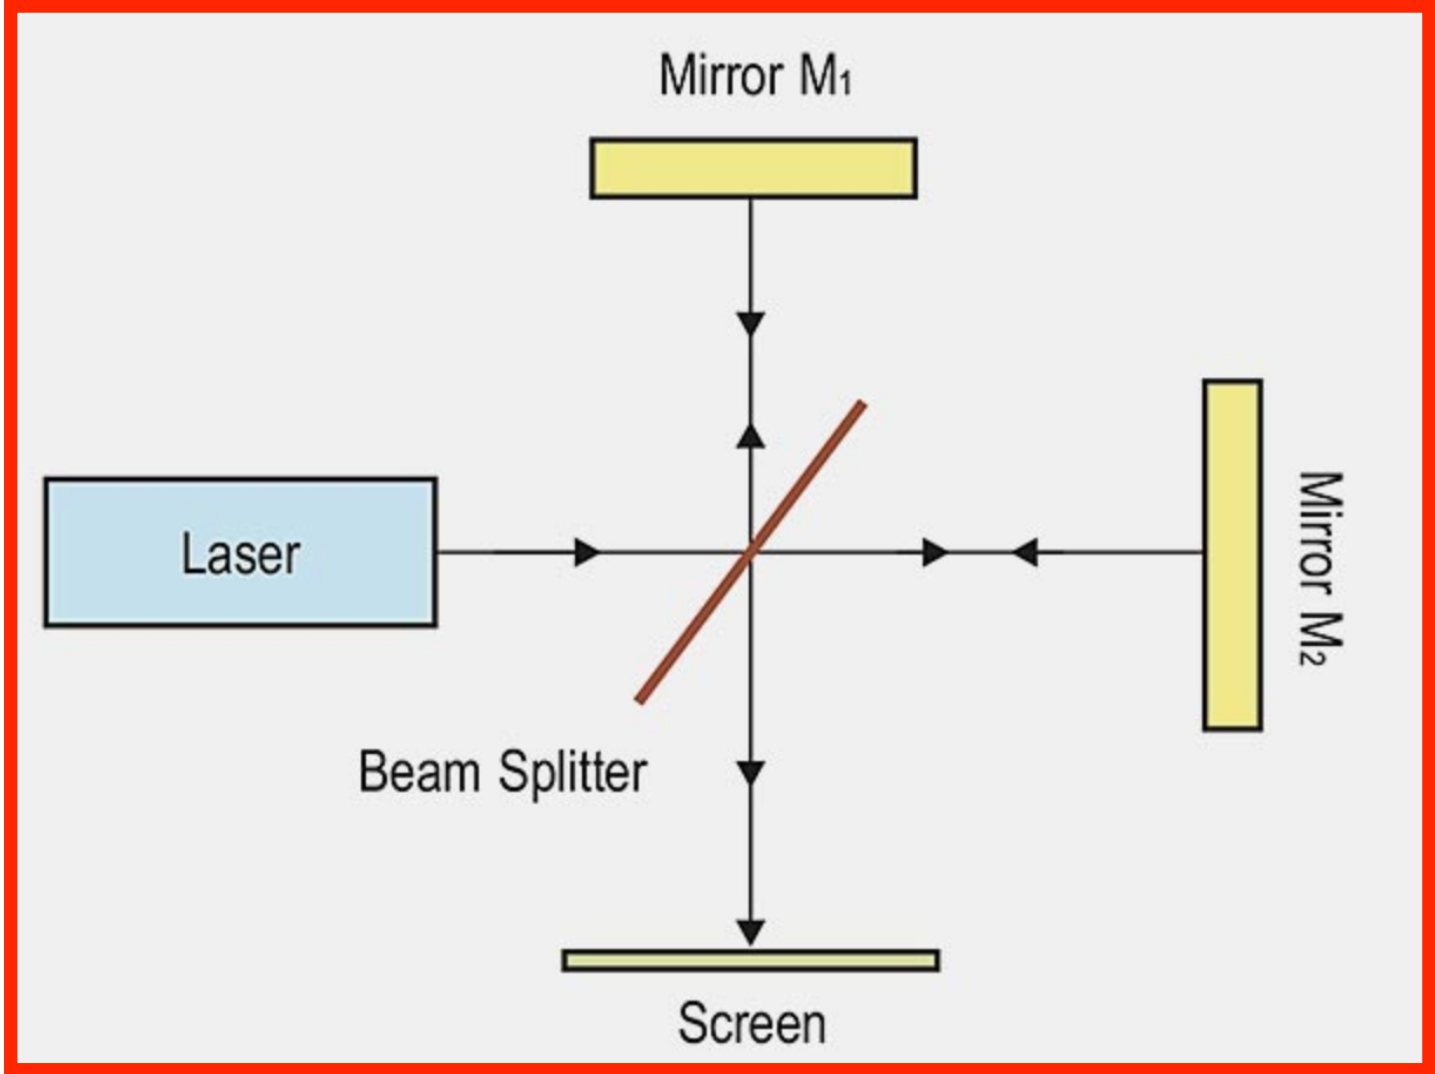 Mirror M₁
Laser
Mirror M₂
Beam Splitter
Screen